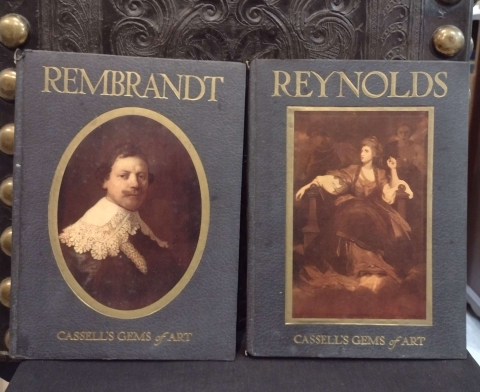 REMBRANDT
CASSELL'S GEMS of ART
REYNOLDS
CASSELL'S GEMS of ART